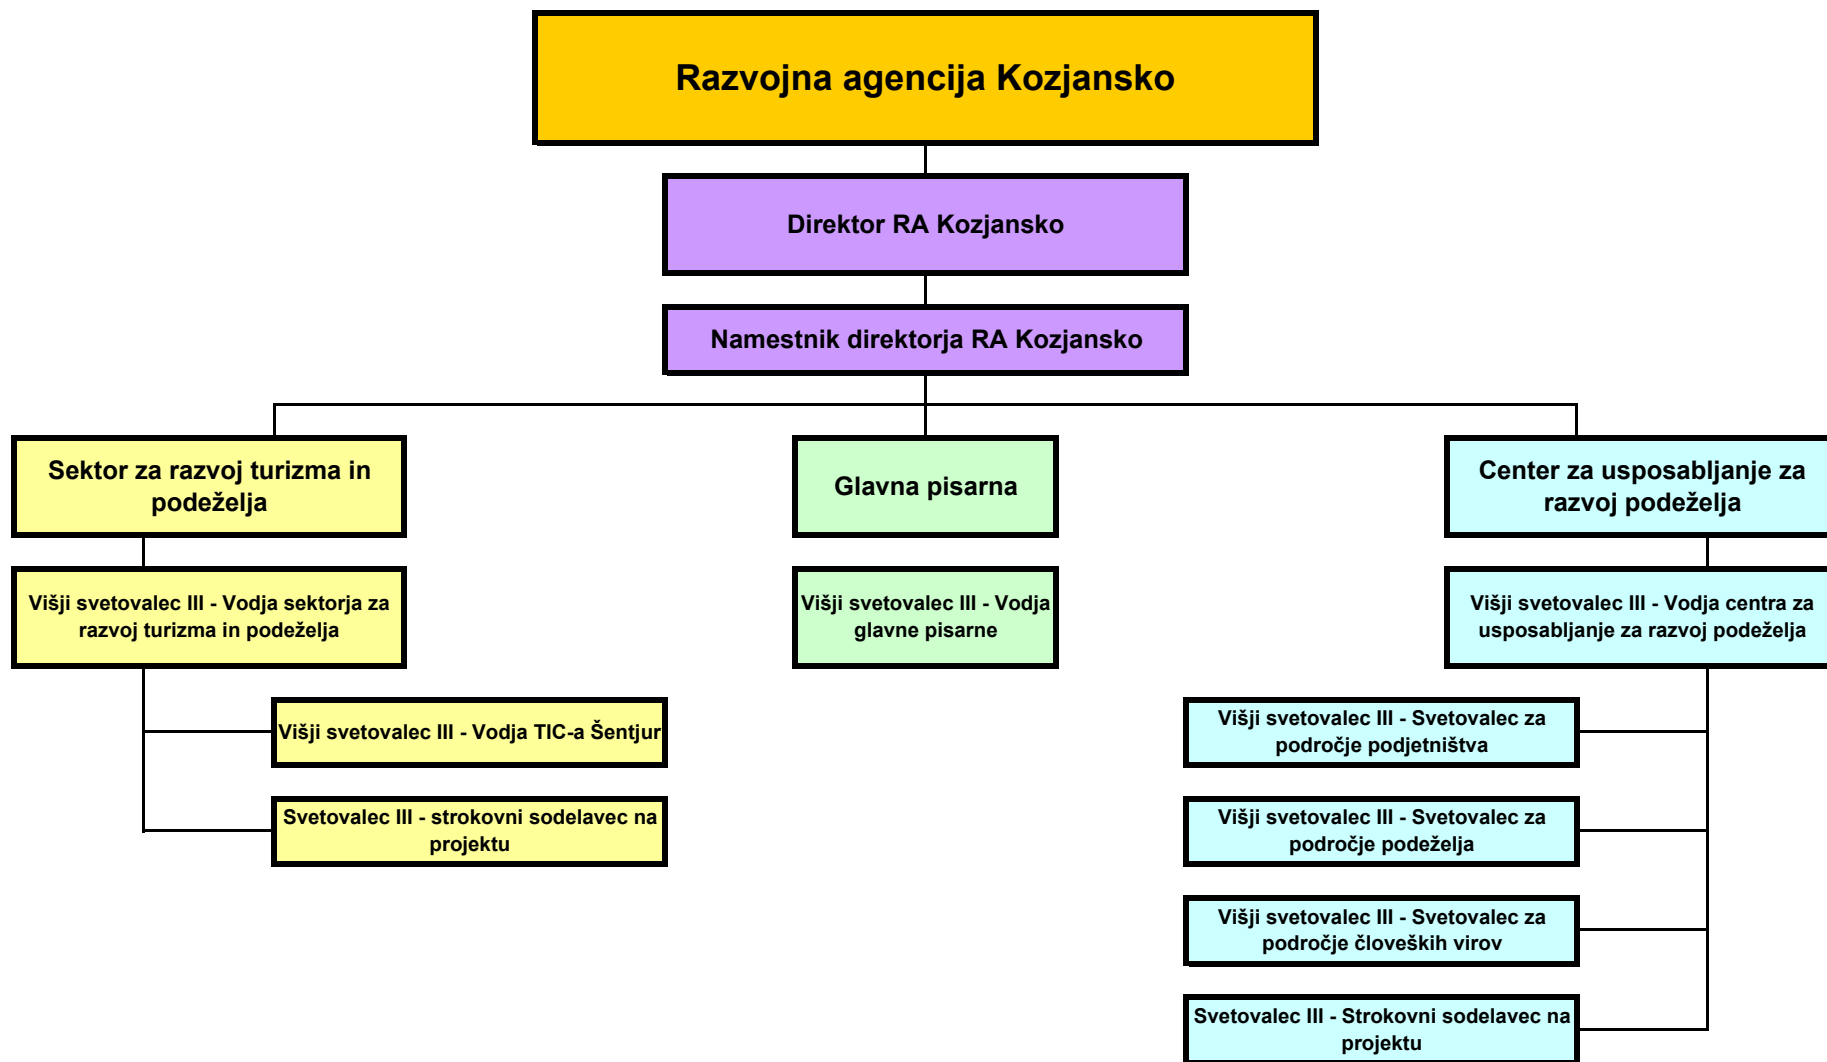 Razvojna agencija Kozjansko
Direktor RA Kozjansko
Namestnik direktorja RA Kozjansko
Sektor za razvoj turizma in
podeželja
Glavna pisarna
Center za usposabljanje za
razvoj podeželja
Višji svetovalec III - Vodja sektorja za
razvoj turizma in podeželja
Višji svetovalec III - Vodja
glavne pisarne
Višji svetovalec III - Vodja centra za
usposabljanje za razvoj podeželja
Višji svetovalec III - Vodja TIC-a Šentjur
Svetovalec III - strokovni sodelavec na
projektu
Višji svetovalec III - Svetovalec za
področje podjetništva
Višji svetovalec III - Svetovalec za
področje podeželja
Višji svetovalec III - Svetovalec za
področje človeških virov
Svetovalec III - Strokovni sodelavec na
projektu